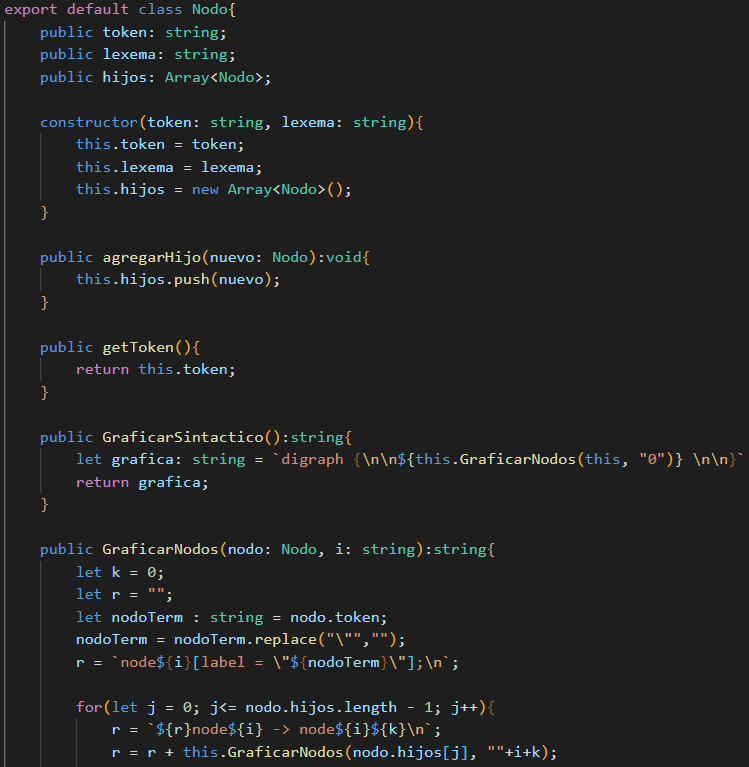 export default class Nodo{
    public token: string;
    public lexema: string;
    public hijos: Array<Nodo>;

    constructor(token: string, lexema: string){
        this.token = token;
        this.lexema = lexema;
        this.hijos = new Array<Nodo>();
    }

    public agregarHijo(nuevo: Nodo):void{
        this.hijos.push(nuevo);
    }

    public getToken(){
        return this.token;
    }

    public GraficarSintactico():string{
        let grafica: string = `digraph {\n\n${this.GraficarNodos(this, "0")} \n\n}`
        return grafica;
    }

    public GraficarNodos(nodo: Nodo, i: string):string{
        let k = 0;
        let r = "";
        let nodoTerm : string = nodo.token;
        nodoTerm = nodoTerm.replace("\"","");
        r = `node${i}[label = \"${nodoTerm}\"];\n`;

        for(let j = 0; j<= nodo.hijos.length - 1; j++){
            r = `${r}node${i} -> node${i}${k}\n`;
            r = r + this.GraficarNodos(nodo.hijos[j], ""+i+k);